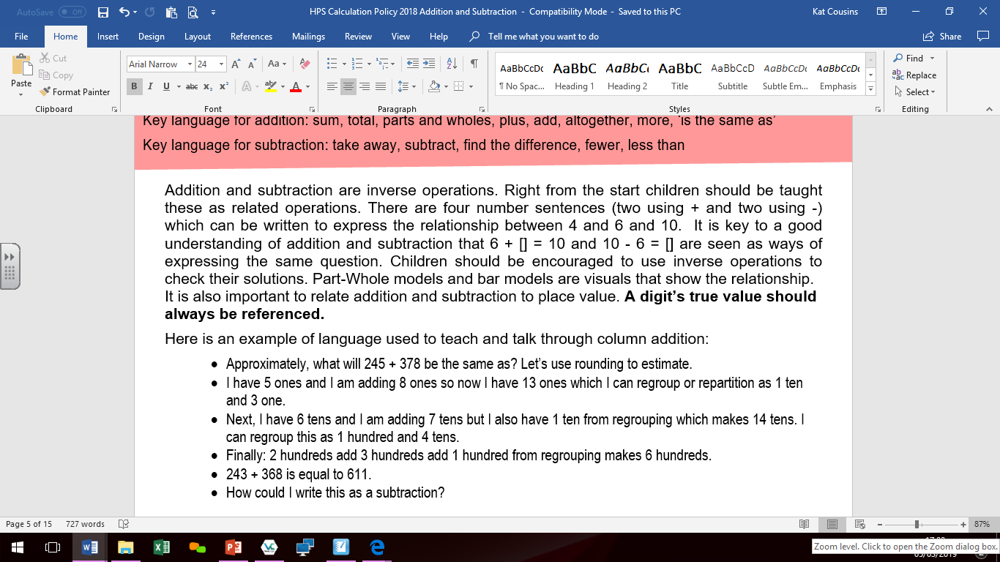 AutoSave Off
HPS Calculation Policy 2018 Addition and Subtraction - Compatibility Mode - Saved to this PC
Kat Cousins
File Home Insert Design Layout References Mailings Review View Help Tell me what you want to do
Share
Paste
Cut
Copy
Format Painter
Clipboard
Arial Narrow 24
Font
Paragraph
AaBbCcDc AaBbC AaBbCc AaBbC AaBbCcD AaBbCcDc AaBbCcDc
¶ No Spac... Heading 1 Heading 2 Title Subtitle Subtle Em... Emphasis
Styles
Find
Replace
Select
Editing
Key language for addition: sum, total, parts and wholes, plus, add, altogether, more, ‘is the same as’
Key language for subtraction: take away, subtract, find the difference, fewer, less than
Addition and subtraction are inverse operations. Right from the start children should be taught
these as related operations. There are four number sentences (two using + and two using -)
which can be written to express the relationship between 4 and 6 and 10. It is key to a good
understanding of addition and subtraction that 6 + [] = 10 and 10 - 6 = [] are seen as ways of
expressing the same question. Children should be encouraged to use inverse operations to
check their solutions. Part-Whole models and bar models are visuals that show the relationship.
It is also important to relate addition and subtraction to place value. A digit’s true value should
always be referenced.
Here is an example of language used to teach and talk through column addition:
• Approximately, what will 245 + 378 be the same as? Let’s use rounding to estimate.
• I have 5 ones and I am adding 8 ones so now I have 13 ones which I can regroup or repartition as 1 ten
and 3 one.
• Next, I have 6 tens and I am adding 7 tens but I also have 1 ten from regrouping which makes 14 tens. I
can regroup this as 1 hundred and 4 tens.
• Finally: 2 hundreds add 3 hundreds add 1 hundred from regrouping makes 6 hundreds.
• 243 + 368 is equal to 611.
• How could I write this as a subtraction?
Page 5 of 15 727 words
87%
Zoom level. Click to open the Zoom dialog box.